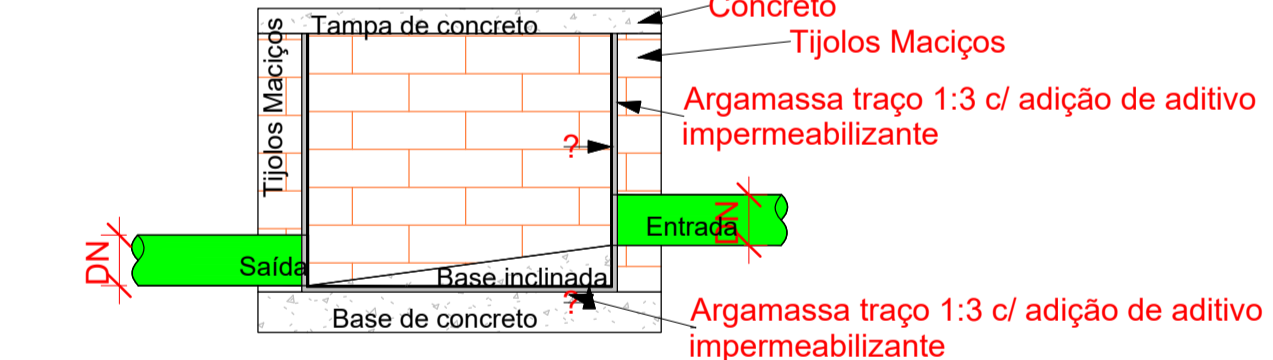 Concreto
Tampa de concreto
Tijolos Maciços
Tijolos Maciços
Argamassa traço 1:3 c/ adição de aditivo
impermeabilizante
?
DN
Entrada
DN
Saída
Base inclinada
?
Base de concreto
Argamassa traço 1:3 c/ adição de aditivo
impermeabilizante